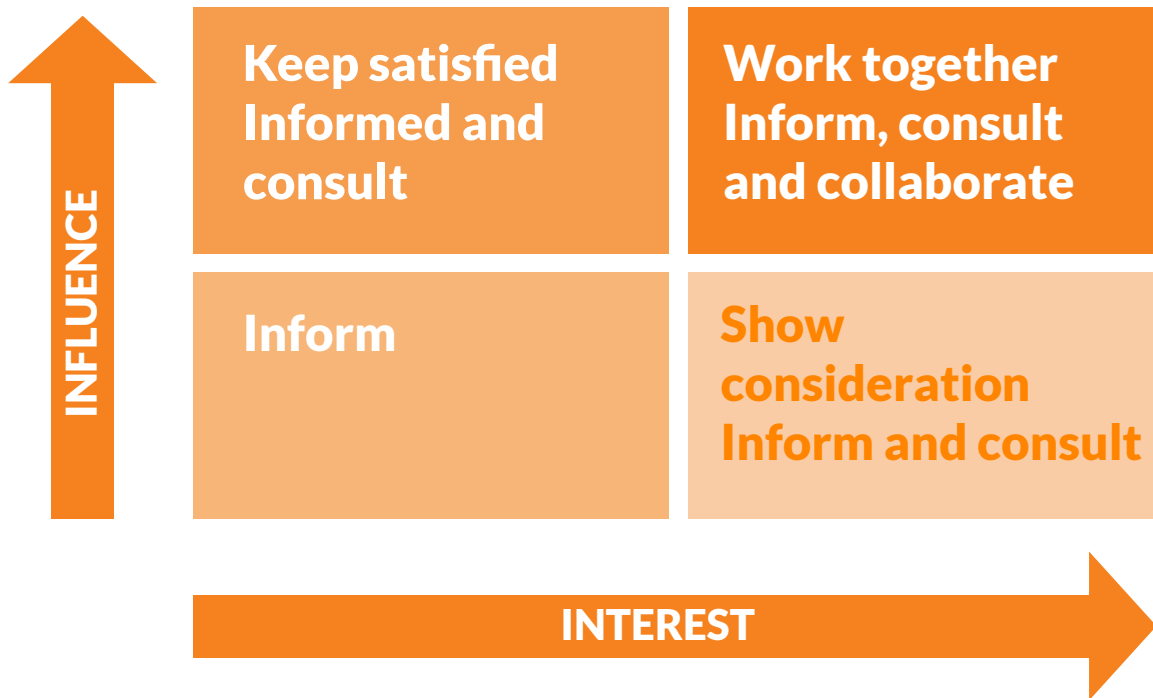 Keep satisfied
Informed and
consult
Work together
Inform, consult
and collaborate
INFLUENCE
Inform
Show
consideration
Inform and consult
INTEREST